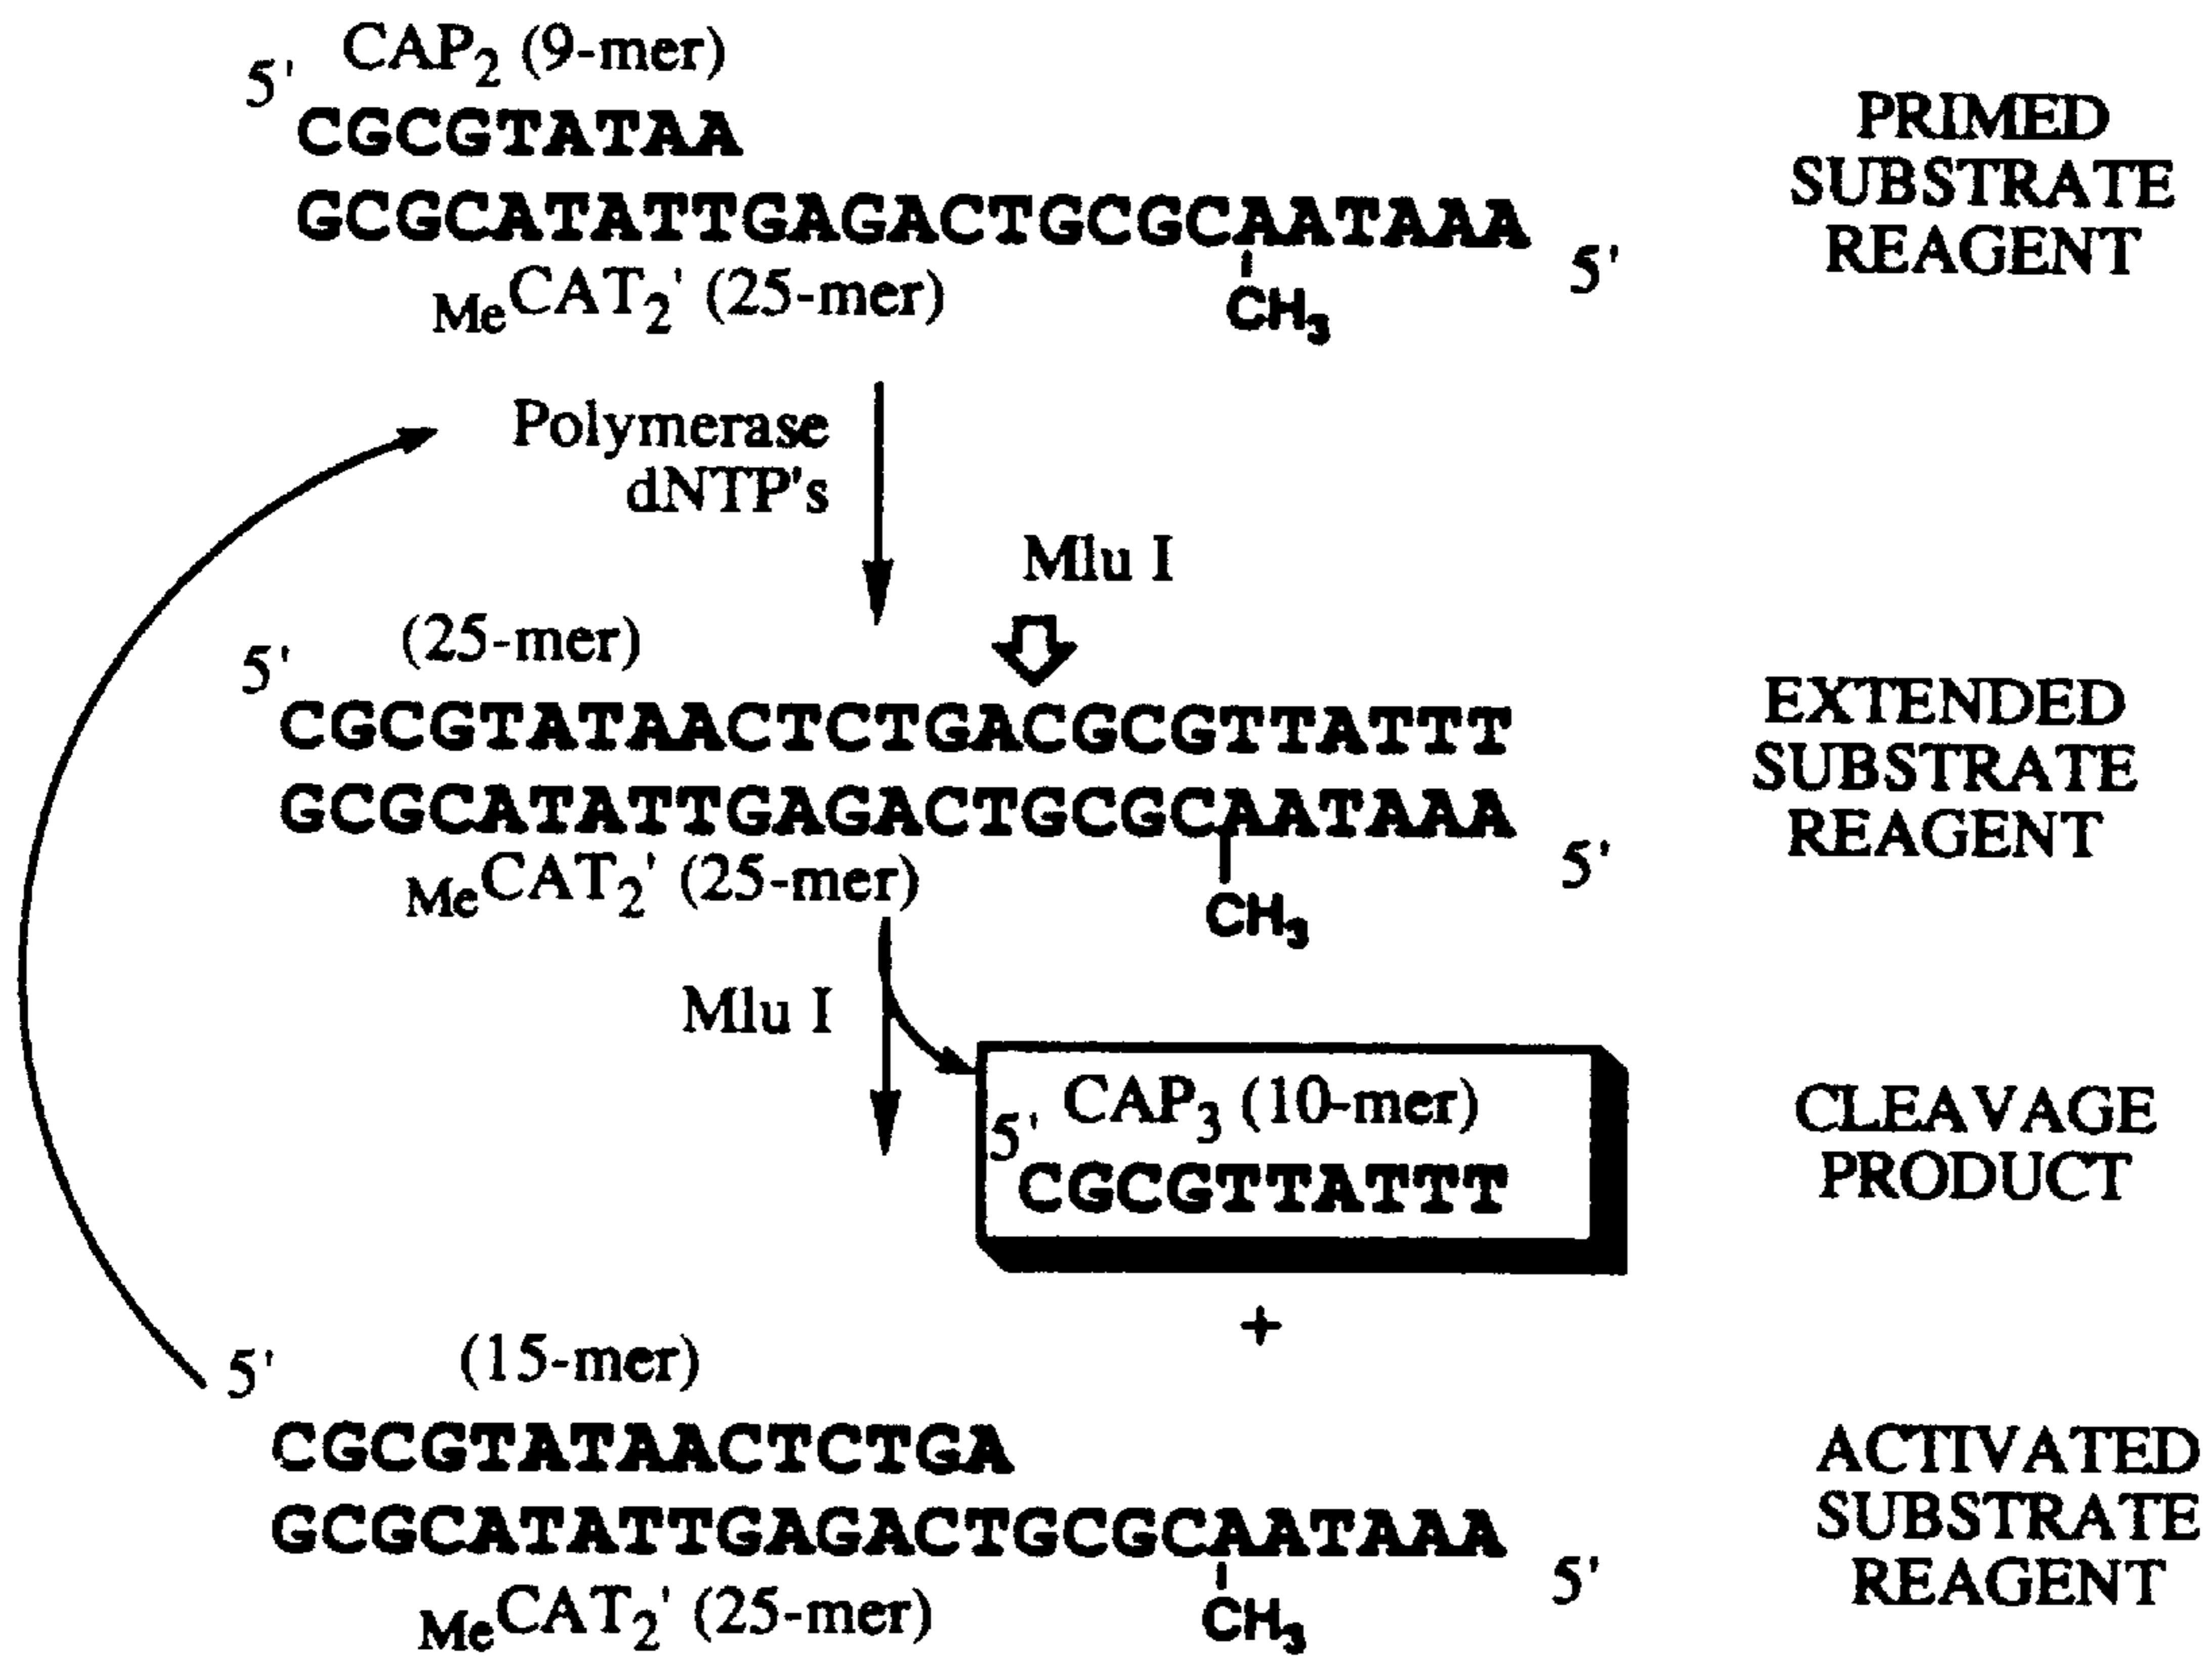 CAP2 (9-mer)
5'
CGCGTATAA
GCGCATATTGAGACTGCGCAATAAA
5'
MeCAT2' (25-mer)
CH3
PRIMED
SUBSTRATE
REAGENT
Polymerase
dNTP's
Mlu I
(25-mer)
5'
CGCGTATAACTCTGACGCGTTATTT
GCGCATATTGAGACTGCGCAATAAA
5'
MeCAT2' (25-mer)
CH3
EXTENDED
SUBSTRATE
REAGENT
Mlu I
CAP3 (10-mer)
5'
CGCGTTATTT
CLEAVAGE
PRODUCT
+
(15-mer)
5'
CGCGTATAACTCTGA
GCGCATATTGAGACTGCGCAATAAA
5'
MeCAT2' (25-mer)
CH3
ACTIVATED
SUBSTRATE
REAGENT